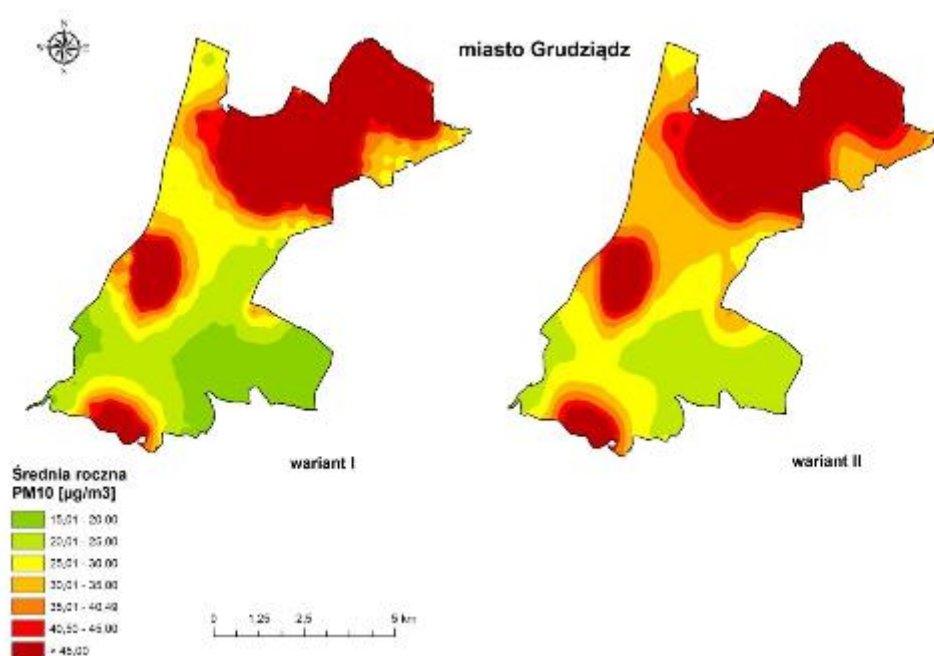 N
miasto Grudziądz
S
wariant I
wariant II
Średnia roczna
PM10 [µg/m3]
15,01 - 20,00
20,01 - 25,00
25,01 - 30,00
30,01 - 35,00
35,01 - 40,49
40,50 - 45,00
> 45,00
0 1,25 2,5 5 km